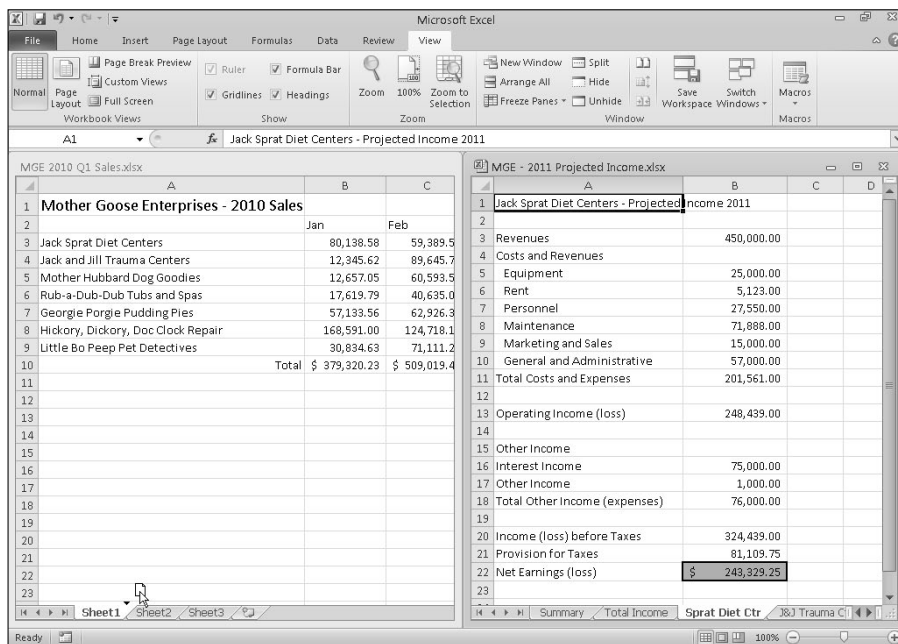 Microsoft Excel
File Home Insert Page Layout Formulas Data Review View
Normal
Page Layout
Page Break Preview
Custom Views
Full Screen
Workbook Views
Ruler
Formula Bar
Gridlines
Headings
Show
Zoom
100%
Zoom to Selection
Zoom
New Window
Arrange All
Freeze Panes
Split
Hide
Unhide
Save Workspace
Switch Windows
Window
Macros
Macros
A1 fx Jack Sprat Diet Centers - Projected Income 2011
MGE 2010 Q1 Sales.xlsx
A B C
1 Mother Goose Enterprises - 2010 Sales
2 Jan Feb
3 Jack Sprat Diet Centers 80,138.58 59,389.5
4 Jack and Jill Trauma Centers 12,345.62 89,645.7
5 Mother Hubbard Dog Goodies 12,657.05 60,593.5
6 Rub-a-Dub-Dub Tubs and Spas 17,619.79 40,635.0
7 Georgie Porgie Pudding Pies 57,133.56 62,926.3
8 Hickory, Dickory, Doc Clock Repair 168,591.00 124,718.1
9 Little Bo Peep Pet Detectives 30,834.63 71,111.2
10 Total $ 379,320.23 $ 509,019.4
11
12
13
14
15
16
17
18
19
20
21
22
23
Sheet1 Sheet2 Sheet3
MGE - 2011 Projected Income.xlsx
A B C D
1 Jack Sprat Diet Centers - Projected Income 2011
2
3 Revenues 450,000.00
4 Costs and Revenues
5 Equipment 25,000.00
6 Rent 5,123.00
7 Personnel 27,550.00
8 Maintenance 71,888.00
9 Marketing and Sales 15,000.00
10 General and Administrative 57,000.00
11 Total Costs and Expenses 201,561.00
12
13 Operating Income (loss) 248,439.00
14
15 Other Income
16 Interest Income 75,000.00
17 Other Income 1,000.00
18 Total Other Income (expenses) 76,000.00
19
20 Income (loss) before Taxes 324,439.00
21 Provision for Taxes 81,109.75
22 Net Earnings (loss) $ 243,329.25
23
Summary Total Income Sprat Diet Ctr J&J Trauma C
Ready 100%